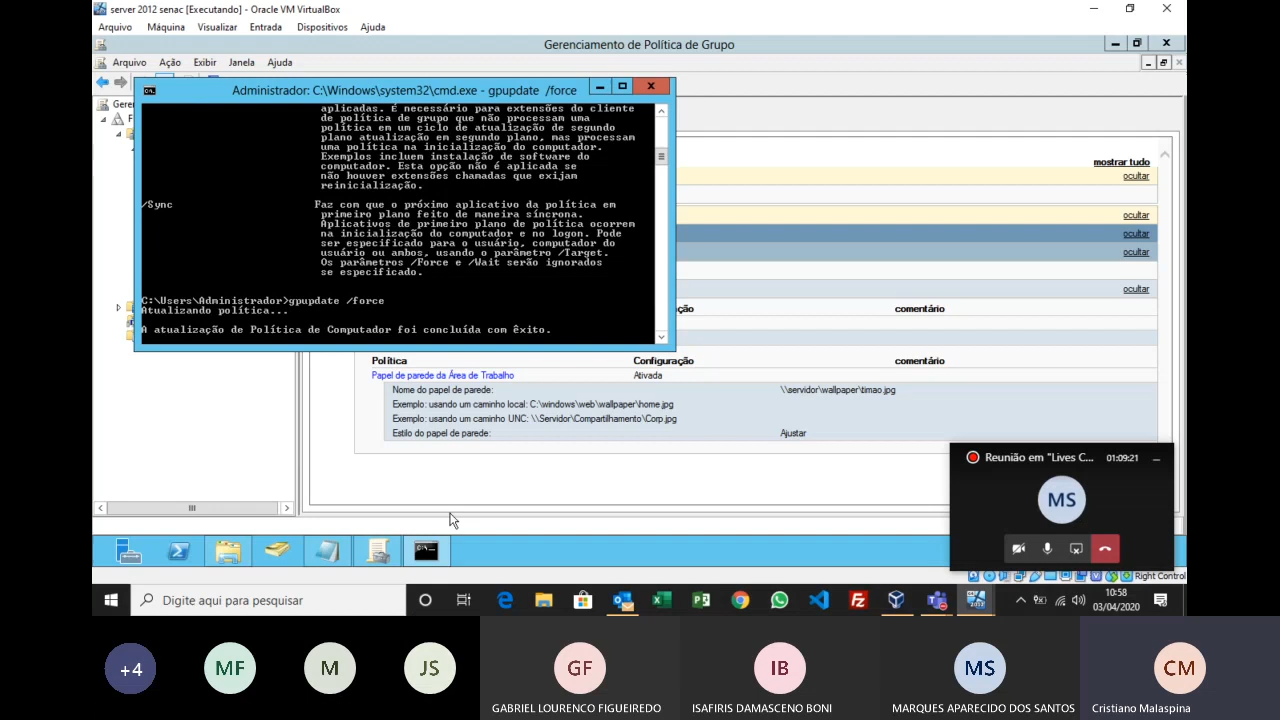 server 2012 senac [Executando] - Oracle VM VirtualBox
Arquivo Máquina Visualizar Entrada Dispositivos Ajuda
Gerenciamento de Política de Grupo
Arquivo Ação Exibir Janela Ajuda
Administrador: C:\Windows\system32\cmd.exe - gpupdate /force
Geren
F
aplicadas. É necessário para extensões do cliente
de política de grupo que não processam uma
política em um ciclo de atualização de segundo
plano atualização em segundo plano, mas processam
uma política na inicialização do computador.
Exemplos incluem instalação de software do
computador. Esta opção não é aplicada se
não houver extensões chamadas que exijam
reinicialização.
/Sync Faz com que o próximo aplicativo da política em
primeiro plano feito de maneira síncrona.
Aplicativos de primeiro plano de política ocorrem
na inicialização do computador e no logon. Pode
ser especificado para o usuário, computador do
usuário ou ambos, usando o parâmetro /Target.
Os parâmetros /Force e /Wait serão ignorados
se especificado.
C:\Users\Administrador>gpupdate /force
Atualizando política...
A atualização de Política de Computador foi concluída com êxito.
mostrar tudo
ocultar
ocultar
ocultar
ocultar
ocultar
ção comentário
Política Configuração comentário
Papel de parede da Área de Trabalho Ativada
Nome do papel de parede: \\servidor\wallpaper\timao.jpg
Exemplo: usando um caminho local: C:\windows\web\wallpaper\home.jpg
Exemplo: usando um caminho UNC: \\Servidor\Compartilhamento\Corp.jpg
Estilo do papel de parede: Ajustar
Reunião em "Lives C... 01:09:21
MS
Right Control
Digite aqui para pesquisar
10:58
03/04/2020
+4 MF M JS GF IB MS CM
GABRIEL LOURENCO FIGUEIREDO ISAFIRIS DAMASCENO BONI MARQUES APARECIDO DOS SANTOS Cristiano Malaspina